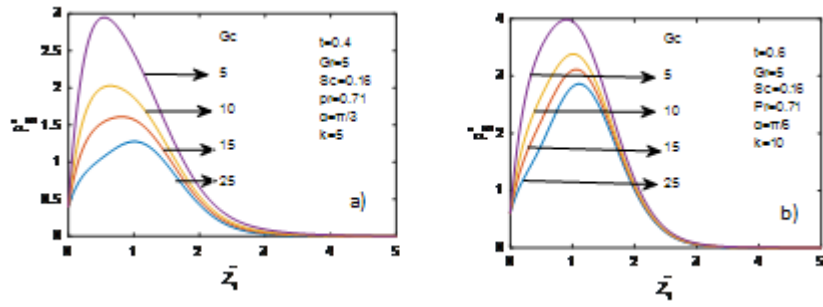 Gc
5
10
15
25
t=0.4
Gr=5
Sc=0.16
pr=0.71
α=π/3
k=5
a)
3
2.5
2
1.5
1
0.5
0
0 1 2 3 4 5
Gc
5
10
15
25
t=0.6
Gr=5
Sc=0.16
Pr=0.71
α=π/6
k=10
b)
4
3
2
1
0
0 1 2 3 4 5